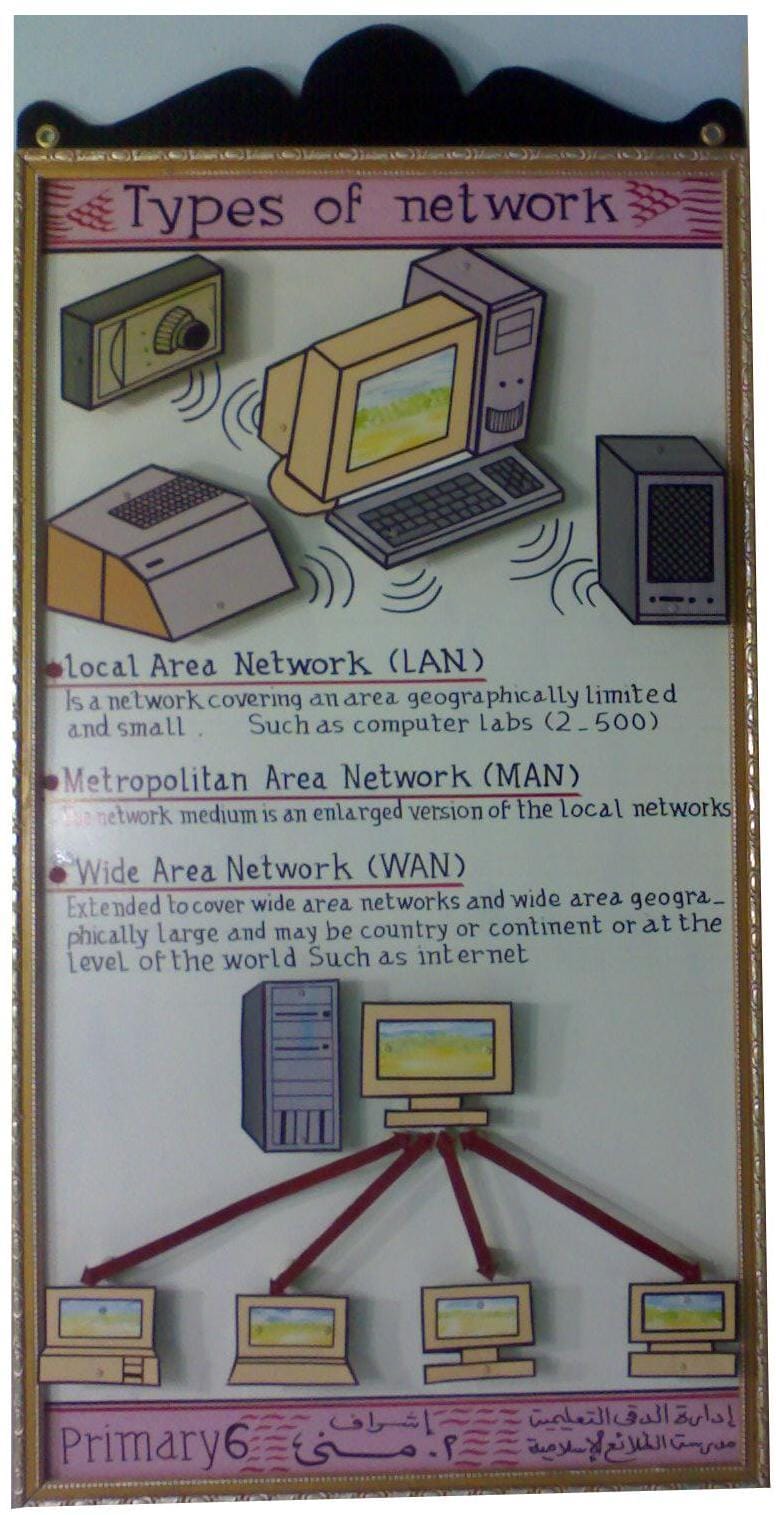 Types of network
Local Area Network (LAN)
Is a network covering an area geographically limited
and small . Such as computer labs (2_500)
Metropolitan Area Network (MAN)
The network medium is an enlarged version of the local networks
Wide Area Network (WAN)
Extended to cover wide area networks and wide area geogra_
phically large and may be country or continent or at the
level of the world Such as internet
إدارة الدقى التعليمية
مدرسة الطلائع الإسلامية
إشراف
م. منى
Primary 6